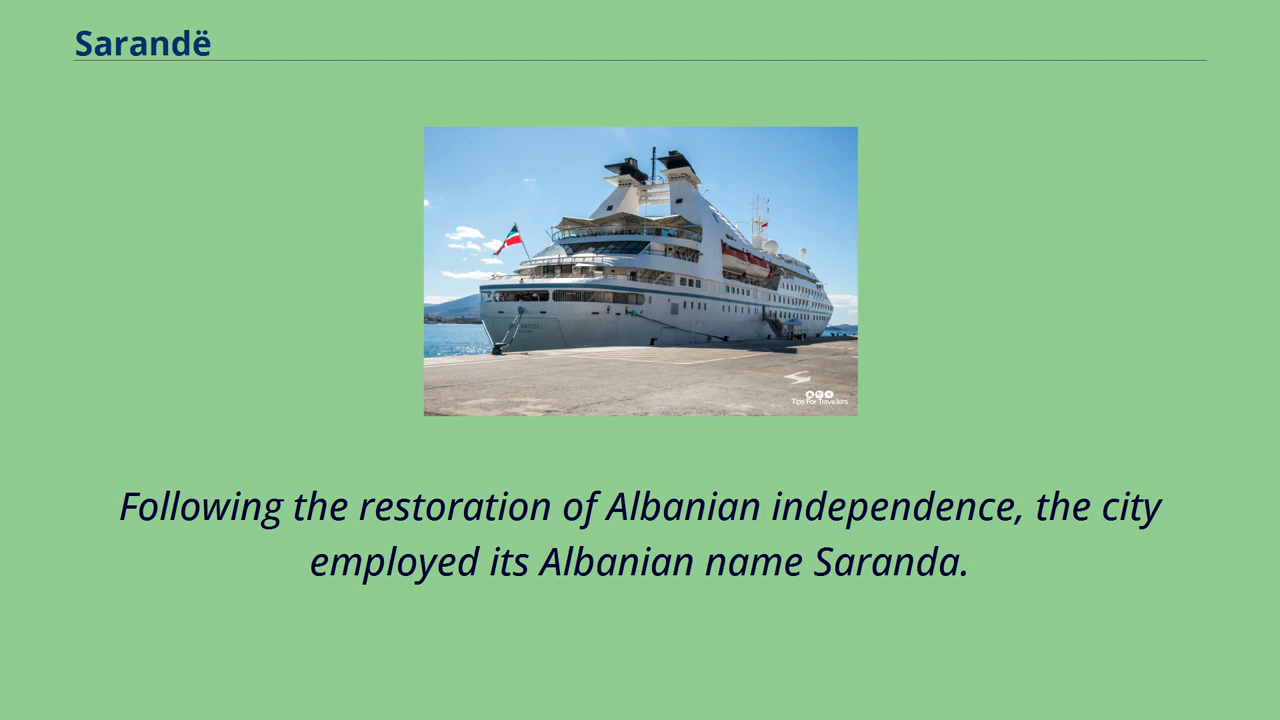 Sarandë
Tips For Travellers
Following the restoration of Albanian independence, the city
employed its Albanian name Saranda.